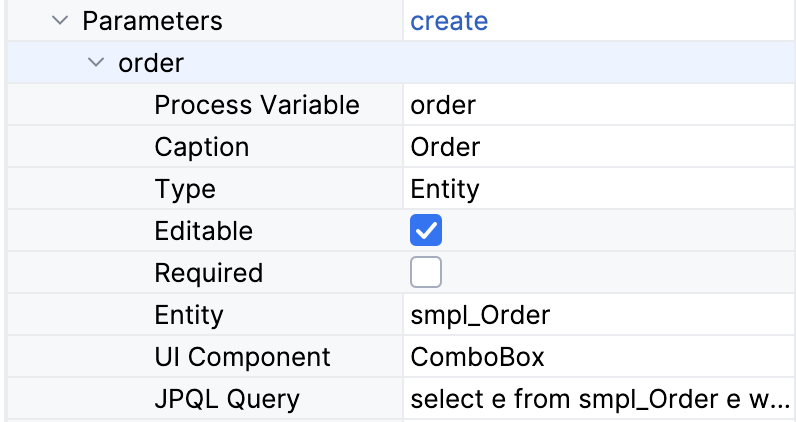 Parameters create
order
Process Variable order
Caption Order
Type Entity
Editable
Required
Entity smpl_Order
UI Component ComboBox
JPQL Query select e from smpl_Order e w...